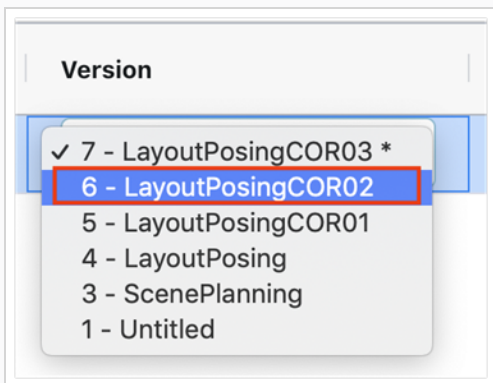 Version
✓ 7 - LayoutPosingCOR03 *
6 - LayoutPosingCOR02
5 - LayoutPosingCOR01
4 - LayoutPosing
3 - ScenePlanning
1 - Untitled